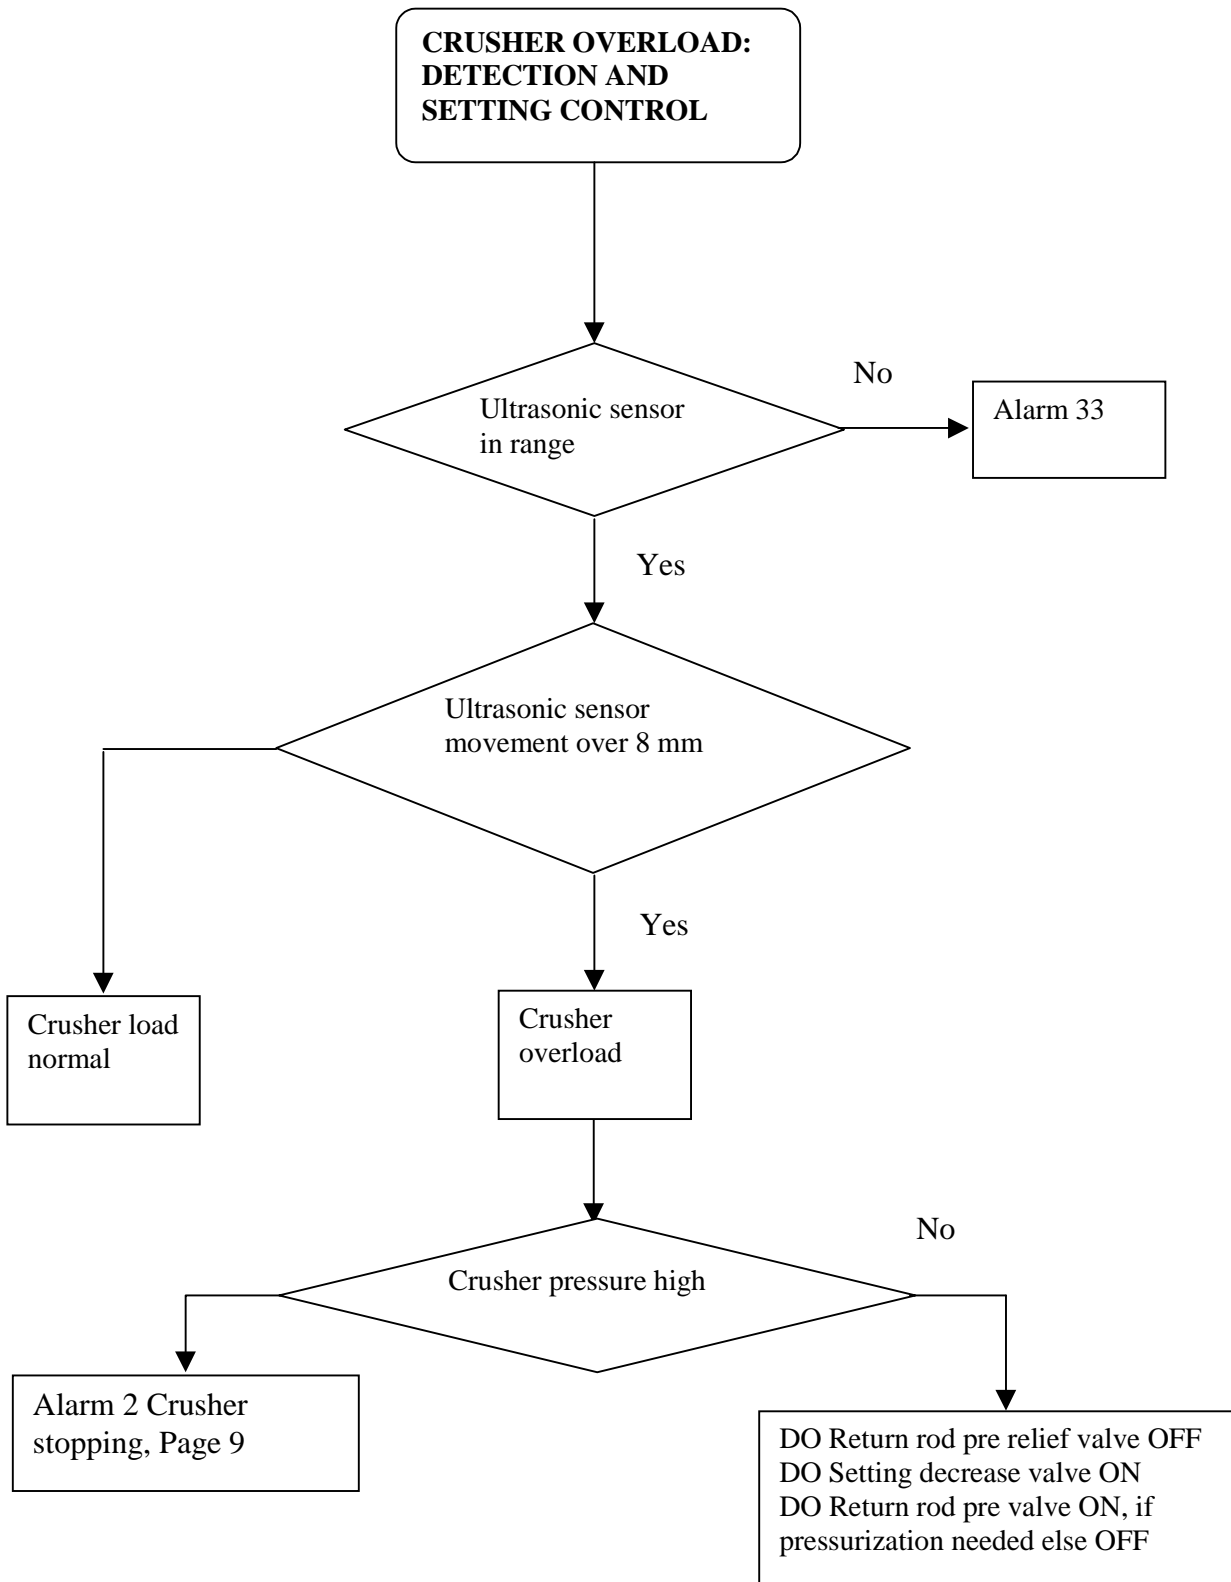 CRUSHER OVERLOAD:
DETECTION AND
SETTING CONTROL
Ultrasonic sensor
in range
No
Alarm 33
Yes
Ultrasonic sensor
movement over 8 mm
Yes
Crusher load
normal
Crusher
overload
Crusher pressure high
No
Alarm 2 Crusher
stopping, Page 9
DO Return rod pre relief valve OFF
DO Setting decrease valve ON
DO Return rod pre valve ON, if
pressurization needed else OFF